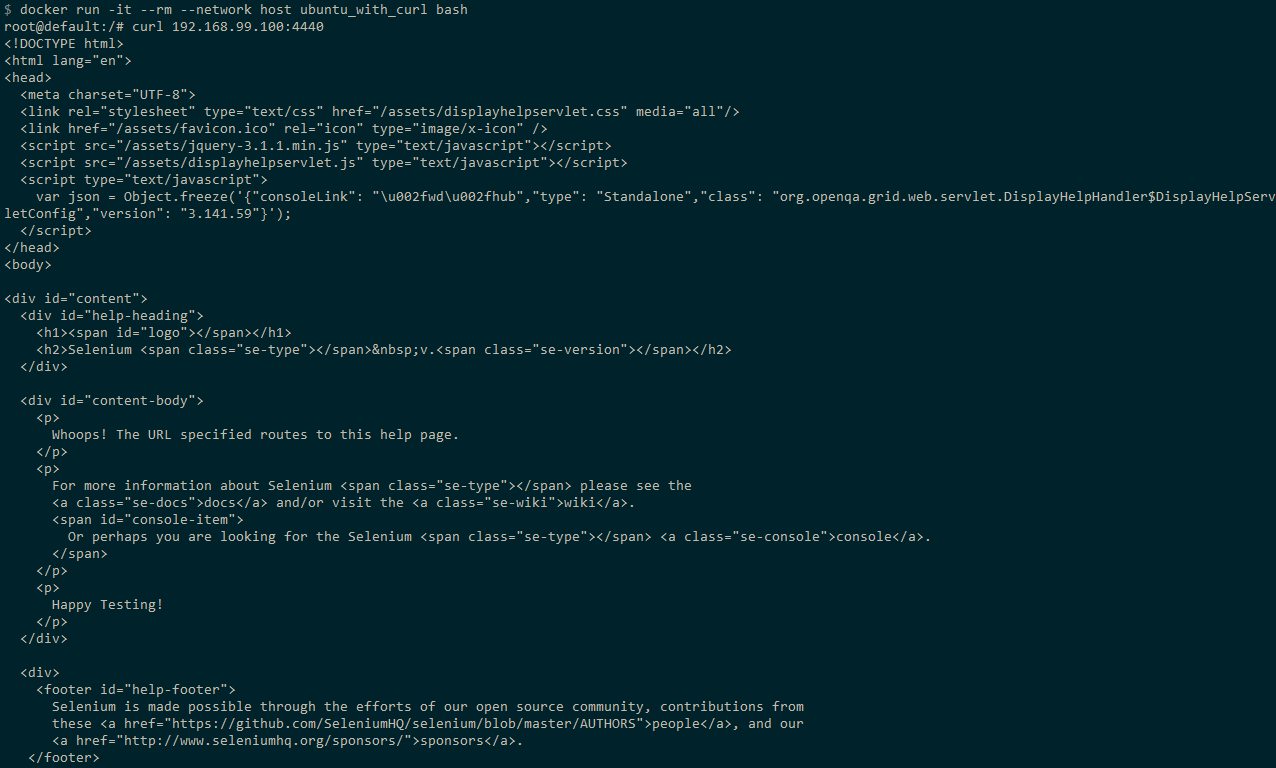 $ docker run -it --rm --network host ubuntu_with_curl bash
root@default:/# curl 192.168.99.100:4440
<!DOCTYPE html>
<html lang="en">
<head>
  <meta charset="UTF-8">
  <link rel="stylesheet" type="text/css" href="/assets/displayhelpservlet.css" media="all"/>
  <link href="/assets/favicon.ico" rel="icon" type="image/x-icon" />
  <script src="/assets/jquery-3.1.1.min.js" type="text/javascript"></script>
  <script src="/assets/displayhelpservlet.js" type="text/javascript"></script>
  <script type="text/javascript">
    var json = Object.freeze('{"consoleLink": "\u002fwd\u002fhub","type": "Standalone","class": "org.openqa.grid.web.servlet.DisplayHelpHandler$DisplayHelpServ
letConfig","version": "3.141.59"}');
  </script>
</head>
<body>

<div id="content">
  <div id="help-heading">
    <h1><span id="logo"></span></h1>
    <h2>Selenium <span class="se-type"></span>&nbsp;v.<span class="se-version"></span></h2>
  </div>

  <div id="content-body">
    <p>
      Whoops! The URL specified routes to this help page.
    </p>
    <p>
      For more information about Selenium <span class="se-type"></span> please see the
      <a class="se-docs">docs</a> and/or visit the <a class="se-wiki">wiki</a>.
      <span id="console-item">
        Or perhaps you are looking for the Selenium <span class="se-type"></span> <a class="se-console">console</a>.
      </span>
    </p>
    <p>
      Happy Testing!
    </p>
  </div>

  <div>
    <footer id="help-footer">
      Selenium is made possible through the efforts of our open source community, contributions from
      these <a href="https://github.com/SeleniumHQ/selenium/blob/master/AUTHORS">people</a>, and our
      <a href="http://www.seleniumhq.org/sponsors/">sponsors</a>.
   </footer>